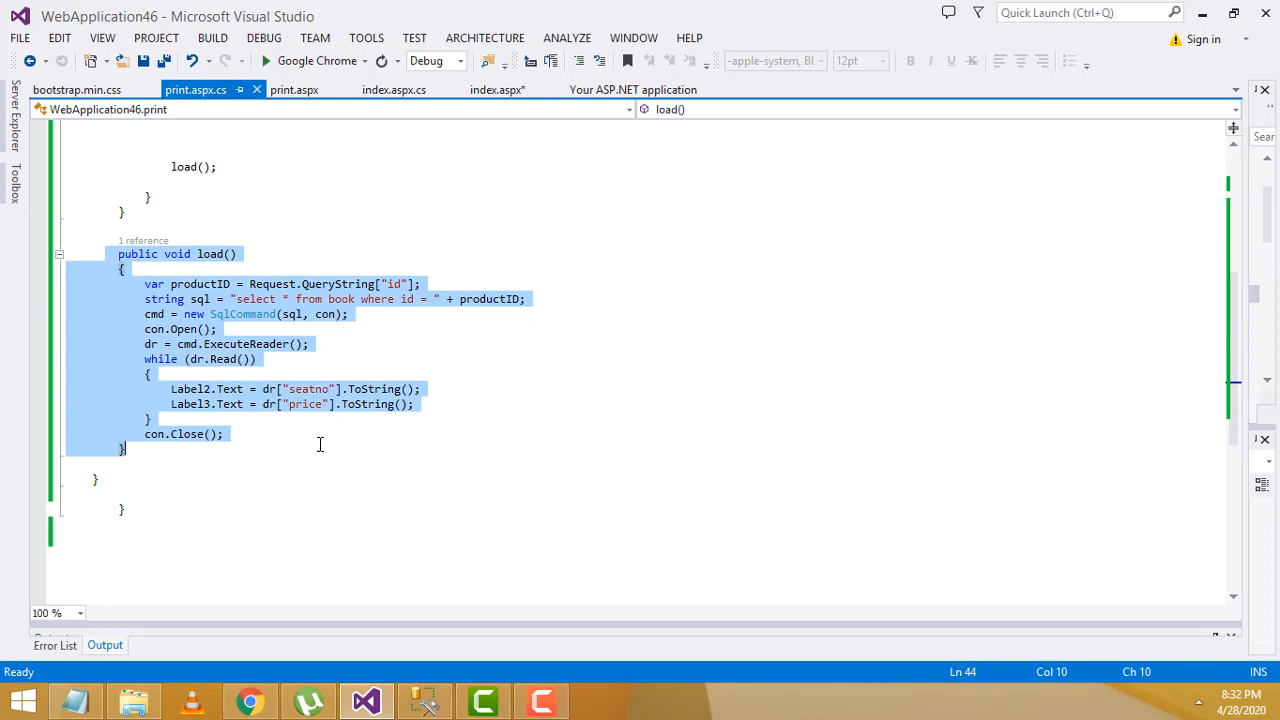 WebApplication46 - Microsoft Visual Studio
Quick Launch (Ctrl+Q)
FILE EDIT VIEW PROJECT BUILD DEBUG TEAM TOOLS TEST ARCHITECTURE ANALYZE WINDOW HELP
Sign in
Google Chrome
Debug
12pt
bootstrap.min.css
print.aspx.cs
print.aspx
index.aspx.cs
index.aspx*
Your ASP.NET application
Server Explorer
Toolbox
WebApplication46.print
load()
Sear
load();
}
}
1 reference
public void load()
{
var productID = Request.QueryString["id"];
string sql = "select * from book where id = " + productID;
cmd = new SqlCommand(sql, con);
con.Open();
dr = cmd.ExecuteReader();
while (dr.Read())
{
Label2.Text = dr["seatno"].ToString();
Label3.Text = dr["price"].ToString();
}
con.Close();
}
}
}
100 %
Error List
Output
Ready
Ln 44
Col 10
Ch 10
INS
8:32 PM
4/28/2020